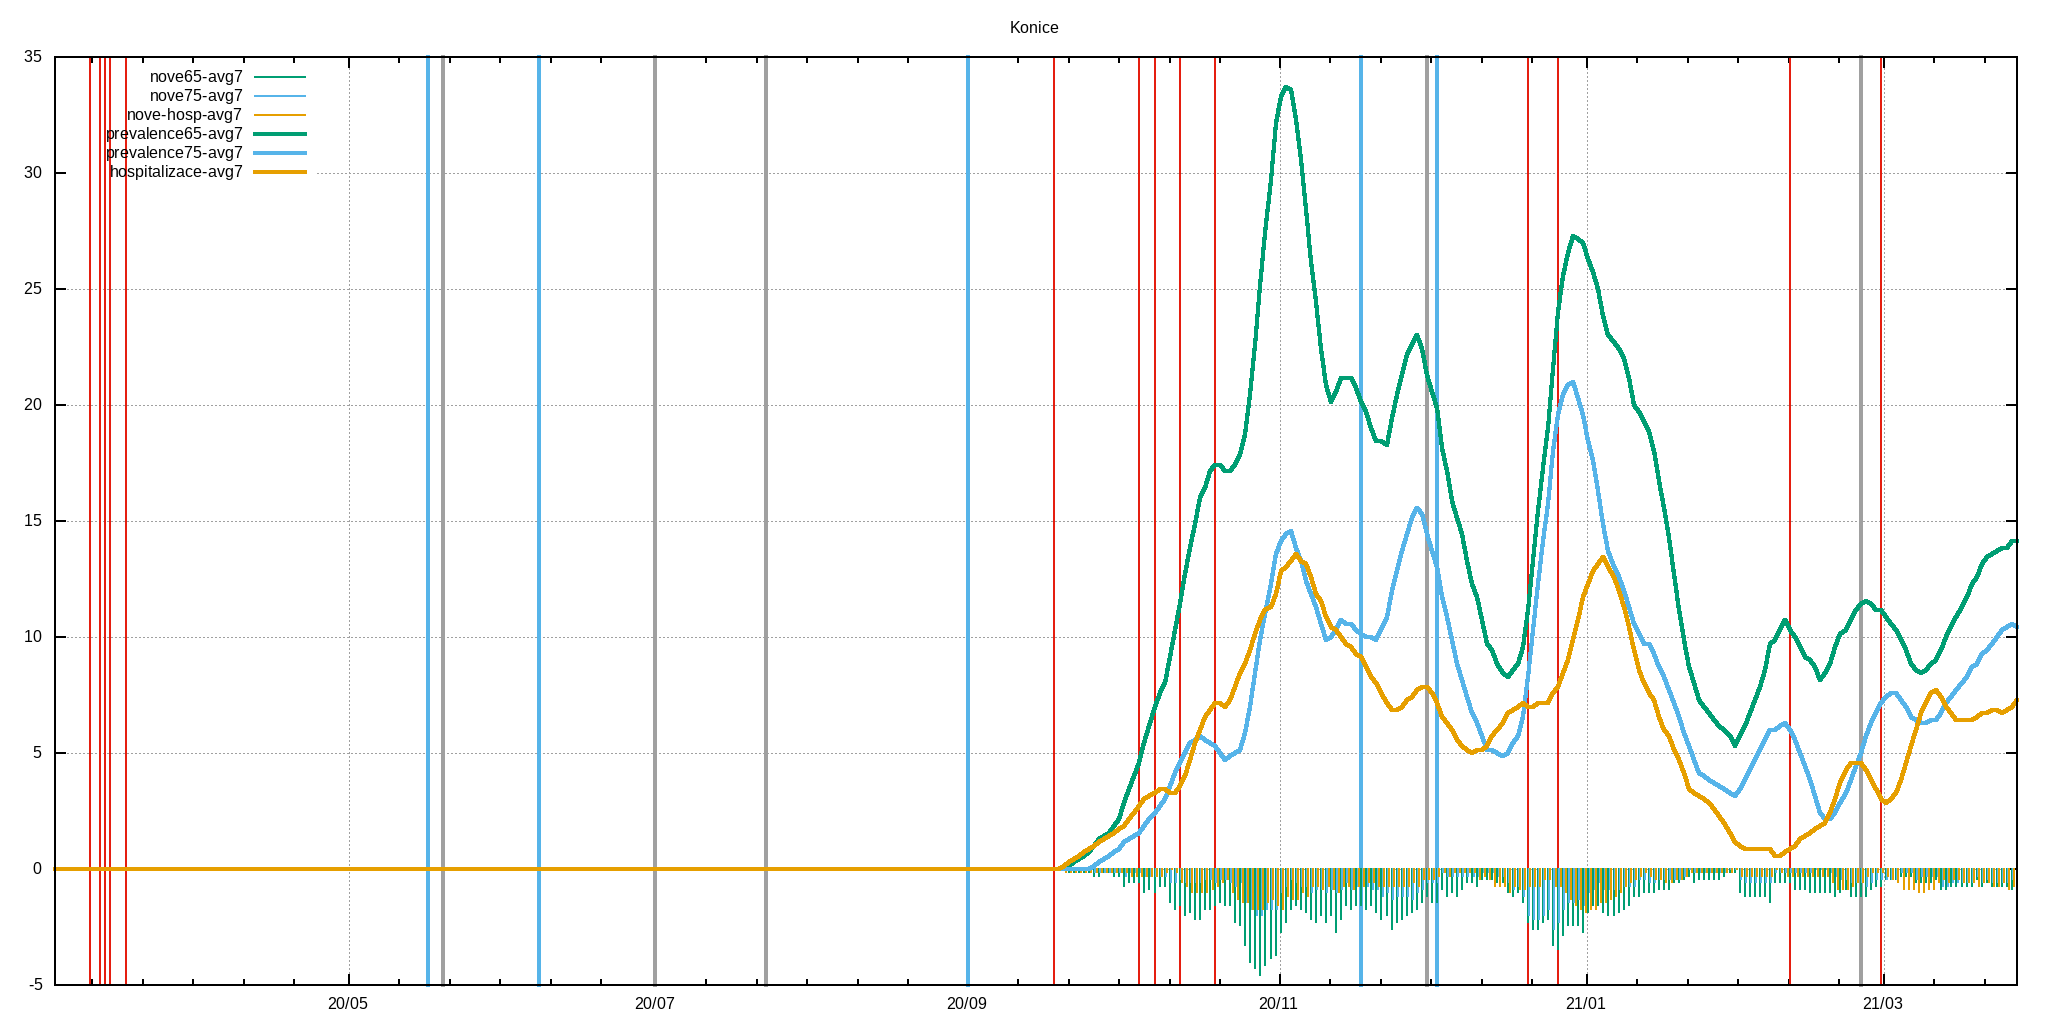 Konice
35
30
25
20
15
10
5
0
-5
nove65-avg7
nove75-avg7
nove-hosp-avg7
prevalence65-avg7
prevalence75-avg7
hospitalizace-avg7
20/05 20/07 20/09 20/11 21/01 21/03